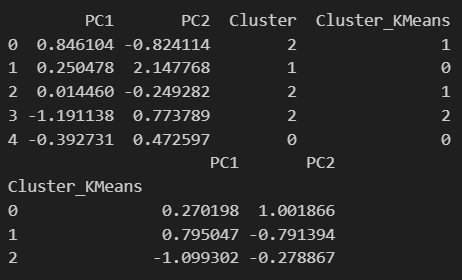 PC1 PC2 Cluster Cluster_KMeans
0 0.846104 -0.824114 2 1
1 0.250478 2.147768 1 0
2 0.014460 -0.249282 2 1
3 -1.191138 0.773789 2 2
4 -0.392731 0.472597 0 0
PC1 PC2
Cluster_KMeans
0 0.270198 1.001866
1 0.795047 -0.791394
2 -1.099302 -0.278867